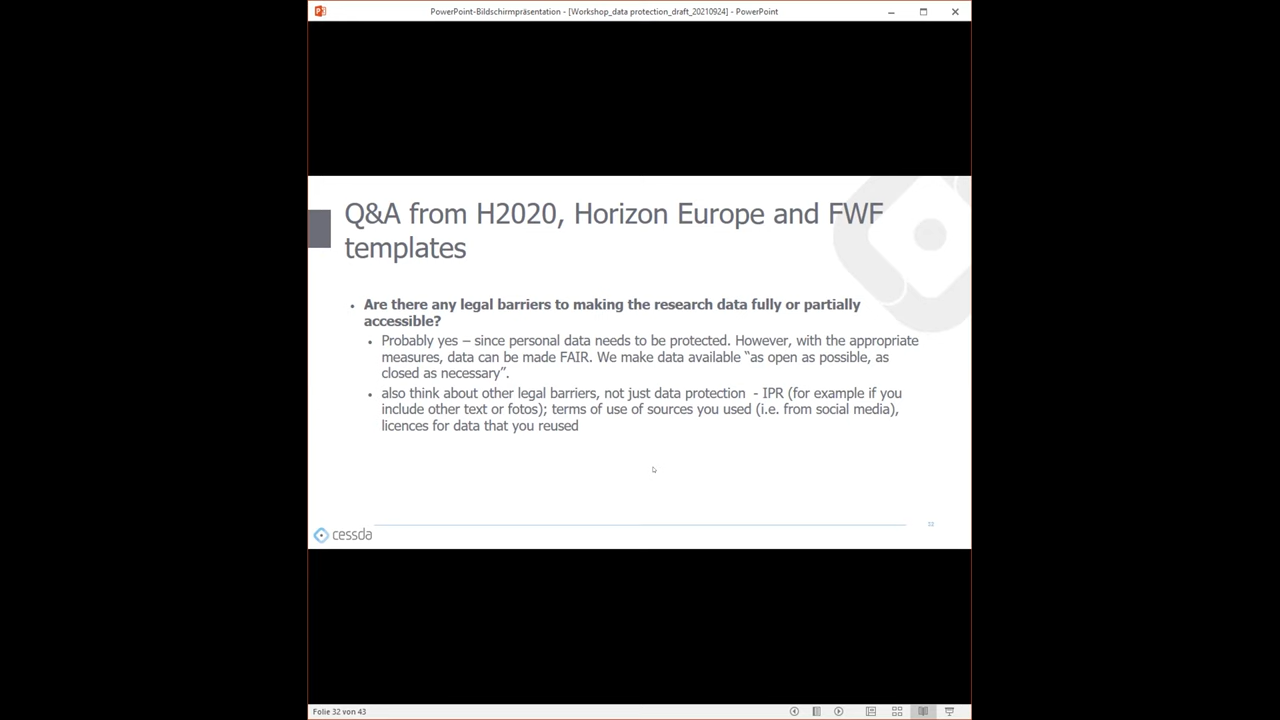 PowerPoint-Bildschirmpräsentation - [Workshop_data protection_draft_20210924] - PowerPoint
Q&A from H2020, Horizon Europe and FWF
templates
• Are there any legal barriers to making the research data fully or partially
accessible?
• Probably yes – since personal data needs to be protected. However, with the appropriate
measures, data can be made FAIR. We make data available “as open as possible, as
closed as necessary”.
• also think about other legal barriers, not just data protection - IPR (for example if you
include other text or fotos); terms of use of sources you used (i.e. from social media),
licences for data that you reused
cessda
Folie 32 von 43